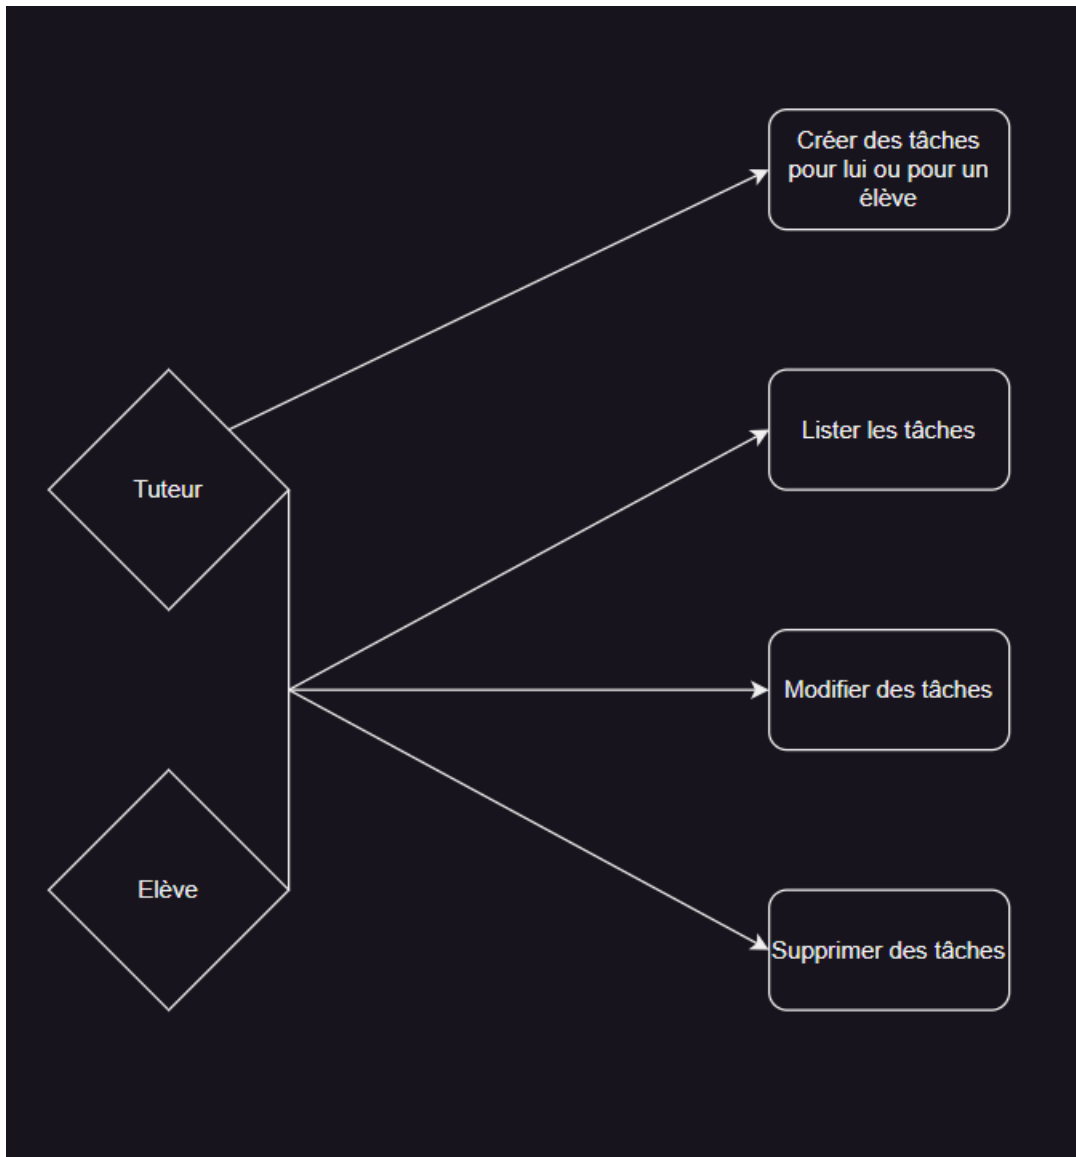 Créer des tâches
pour lui ou pour un
élève
Lister les tâches
Tuteur
Modifier des tâches
Elève
Supprimer des tâches